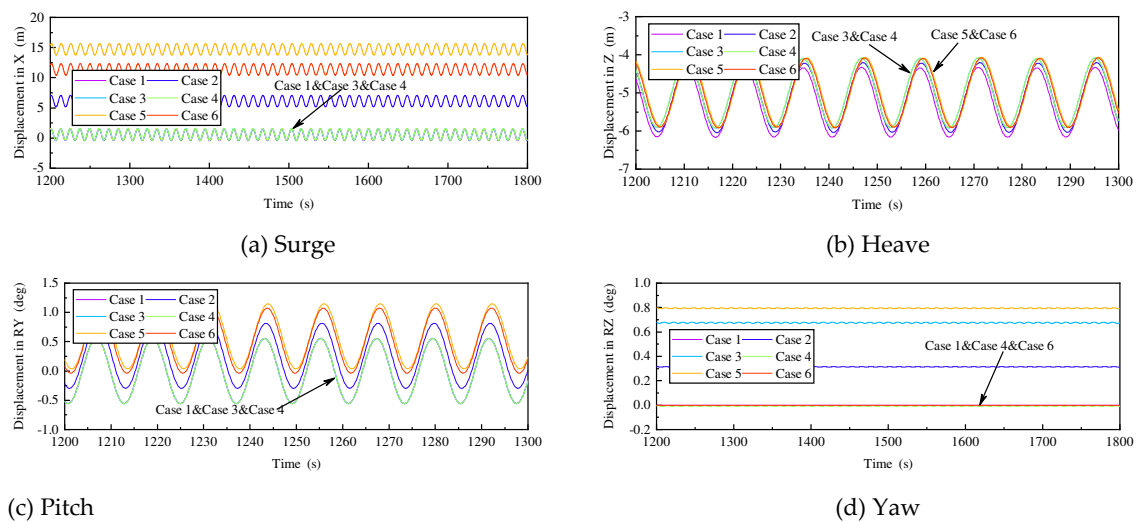 20
15
10
5
0
-5
Displacement in X (m)
Case 1 Case 2
Case 3 Case 4
Case 5 Case 6
Case 1&Case 3&Case 4
1200 1300 1400 1500 1600 1700 1800
Time (s)
(a) Surge
-3
-4
-5
-6
-7
Displacement in Z (m)
Case 1 Case 2
Case 3 Case 4
Case 5 Case 6
Case 3&Case 4
Case 5&Case 6
1200 1210 1220 1230 1240 1250 1260 1270 1280 1290 1300
Time (s)
(b) Heave
1.5
1.0
0.5
0.0
-0.5
-1.0
Displacement in RY (deg)
Case 1 Case 2
Case 3 Case 4
Case 5 Case 6
Case 1&Case 3&Case 4
1200 1210 1220 1230 1240 1250 1260 1270 1280 1290 1300
Time (s)
(c) Pitch
1.0
0.8
0.6
0.4
0.2
0.0
-0.2
Displacement in RZ (deg)
Case 1 Case 2
Case 3 Case 4
Case 5 Case 6
Case 1&Case 4&Case 6
1200 1300 1400 1500 1600 1700 1800
Time (s)
(d) Yaw